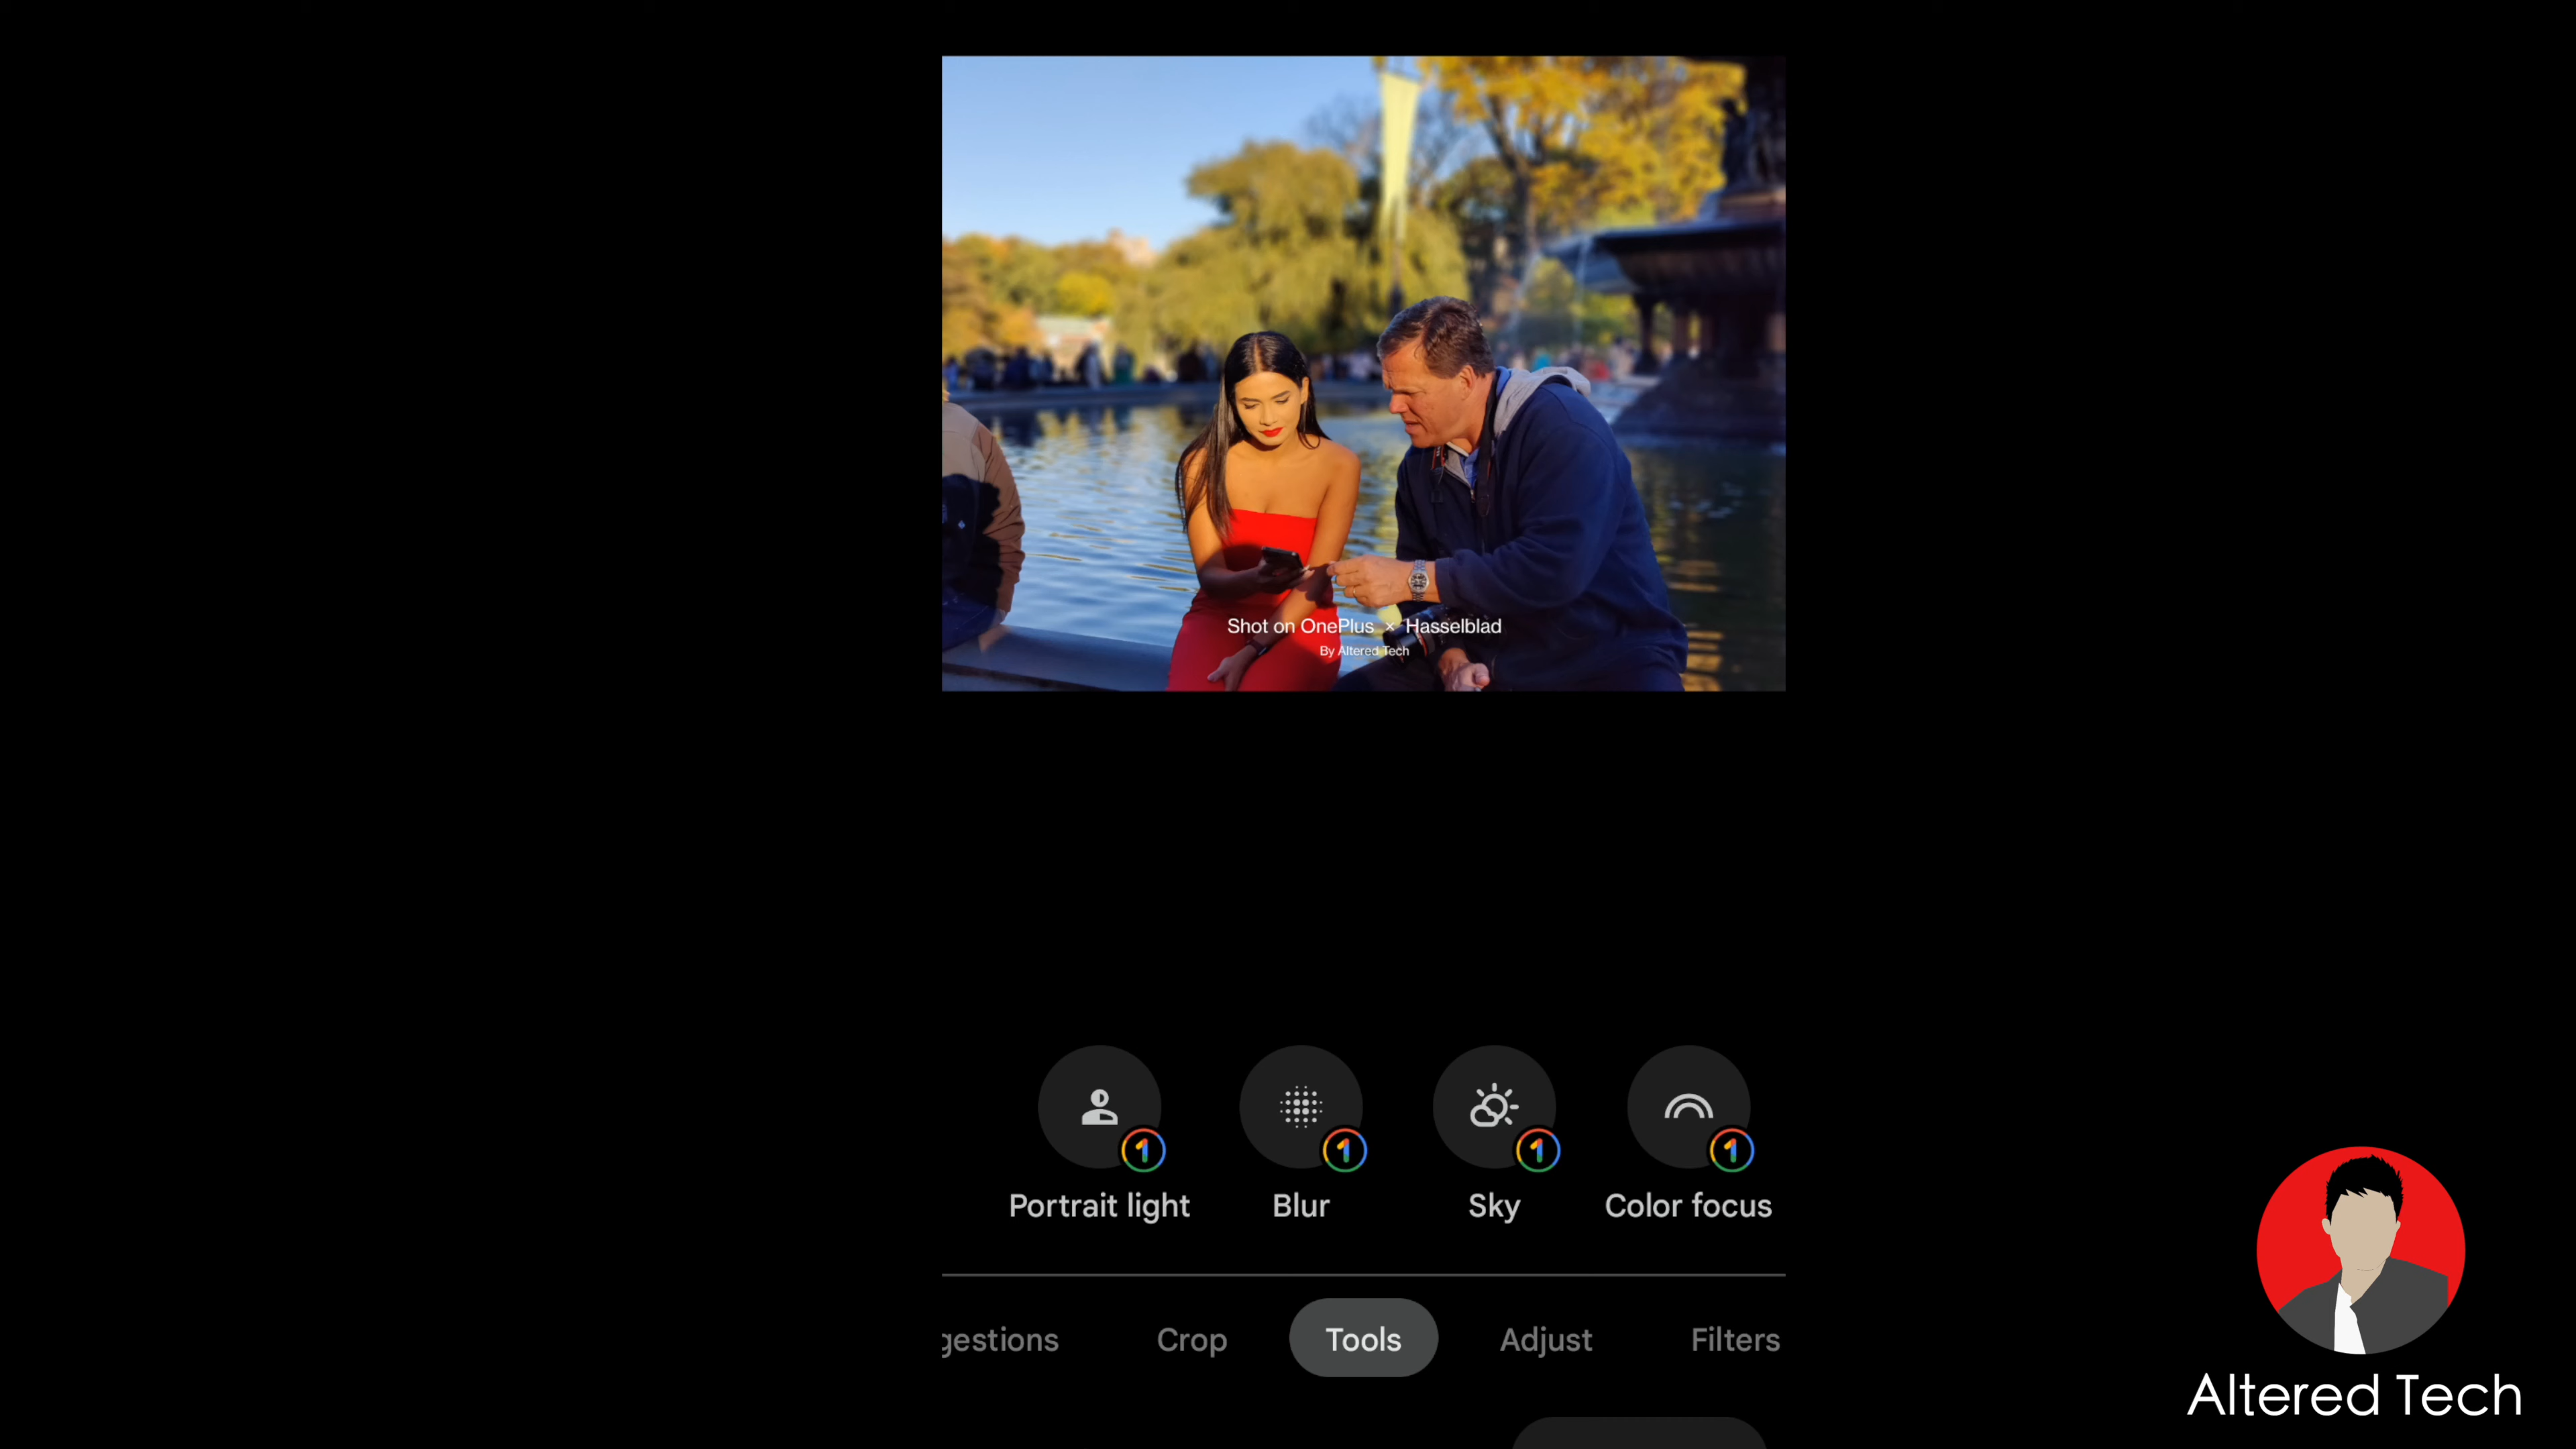 Shot on OnePlus × Hasselblad
By Altered Tech
Portrait light
Blur
Sky
Color focus
gestions
Crop
Tools
Adjust
Filters
Altered Tech